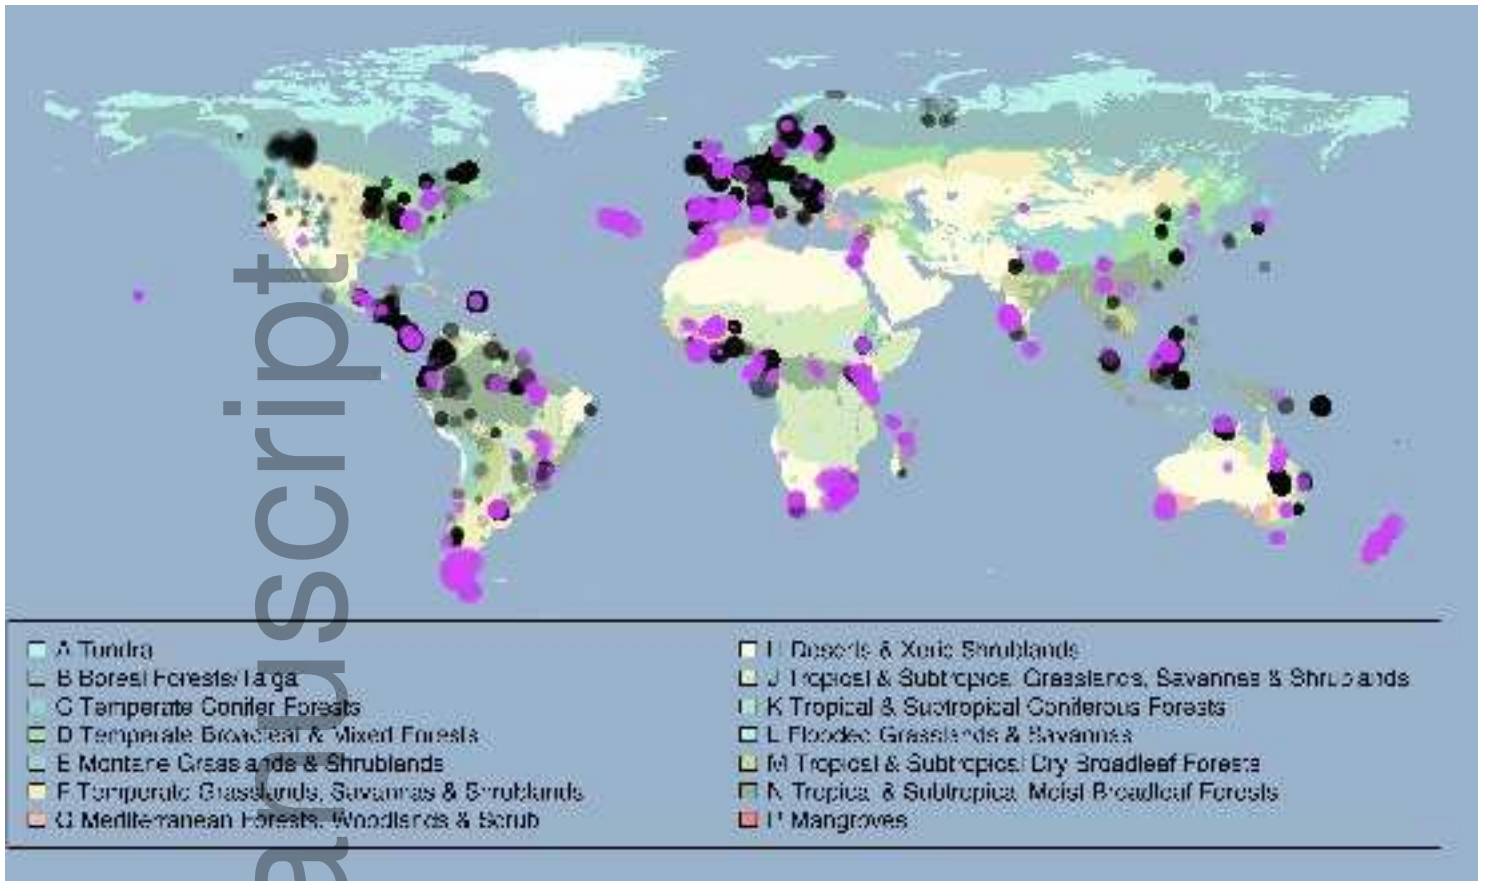 A Tundra
B Boreal Forests/Taiga
C Temperate Conifer Forests
D Temperate Broadleaf & Mixed Forests
E Montane Grasslands & Shrublands
F Temperate Grasslands, Savannas & Shrublands
G Mediterranean Forests, Woodlands & Scrub
H Deserts & Xeric Shrublands
J Tropical & Subtropical Grasslands, Savannas & Shrublands
K Tropical & Subtropical Coniferous Forests
L Flooded Grasslands & Savannas
M Tropical & Subtropical Dry Broadleaf Forests
N Tropical & Subtropical Moist Broadleaf Forests
P Mangroves
anuscript